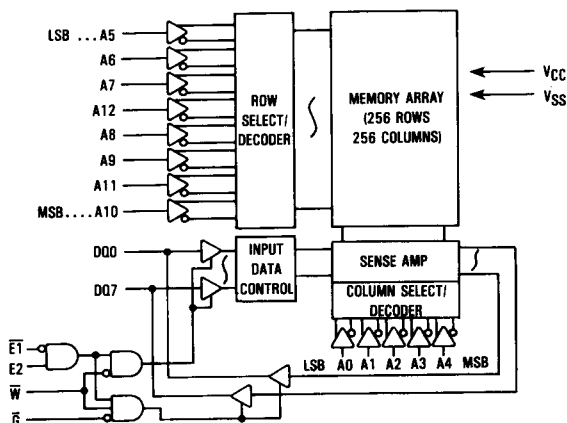 LSB ... A5
A6
A7
A12
A8
A9
A11
MSB....A10
ROW
SELECT/
DECODER
MEMORY ARRAY
(256 ROWS
256 COLUMNS)
VCC
VSS
DQ0
DQ7
INPUT
DATA
CONTROL
SENSE AMP
COLUMN SELECT/
DECODER
LSB A0 A1 A2 A3 A4 MSB
E1
E2
W
G